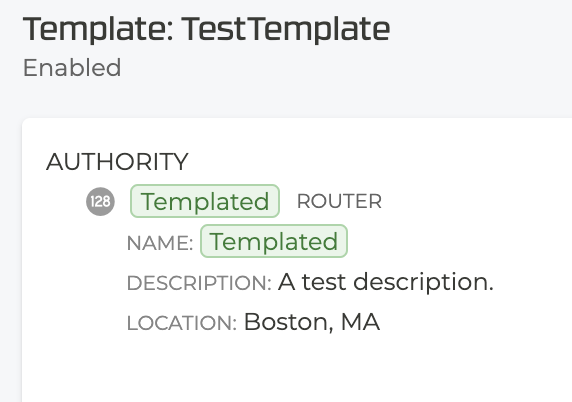 Template: TestTemplate
Enabled
AUTHORITY
128 Templated ROUTER
NAME: Templated
DESCRIPTION: A test description.
LOCATION: Boston, MA